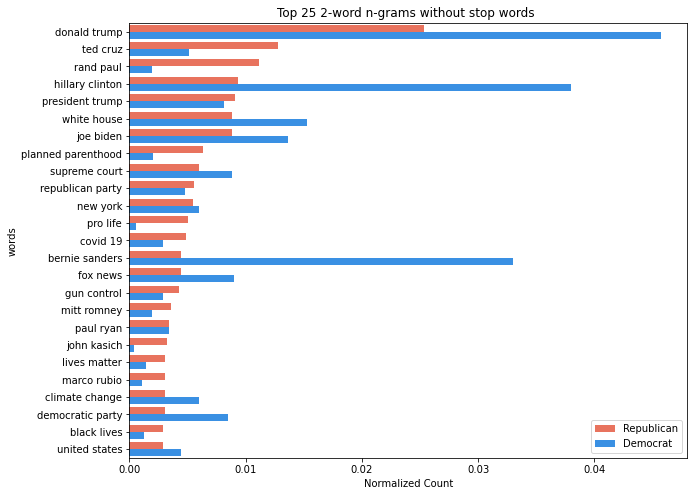 Top 25 2-word n-grams without stop words
donald trump
ted cruz
rand paul
hillary clinton
president trump
white house
joe biden
planned parenthood
supreme court
republican party
new york
pro life
covid 19
bernie sanders
fox news
gun control
mitt romney
paul ryan
john kasich
lives matter
marco rubio
climate change
democratic party
black lives
united states
words
Republican
Democrat
0.00 0.01 0.02 0.03 0.04
Normalized Count